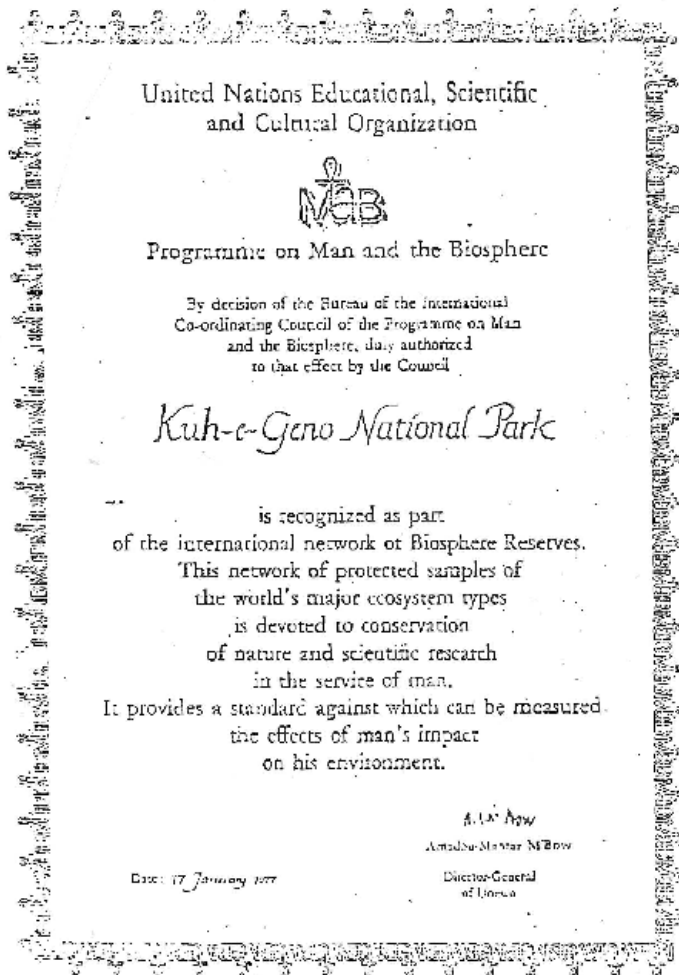 United Nations Educational, Scientific
and Cultural Organization
MaB
Programme on Man and the Biosphere
By decision of the Bureau of the International
Co-ordinating Council of the Programme on Man
and the Biosphere, duly authorized
to that effect by the Council
Kuh-e-Geno National Park
is recognized as part
of the international network of Biosphere Reserves.
This network of protected samples of
the world's major ecosystem types
is devoted to conservation
of nature and scientific research
in the service of man.
It provides a standard against which can be measured
the effects of man's impact
on his environment.
Amadou-Mahtar M'Bow
Date: 17 January 1977
Director-General
of Unesco